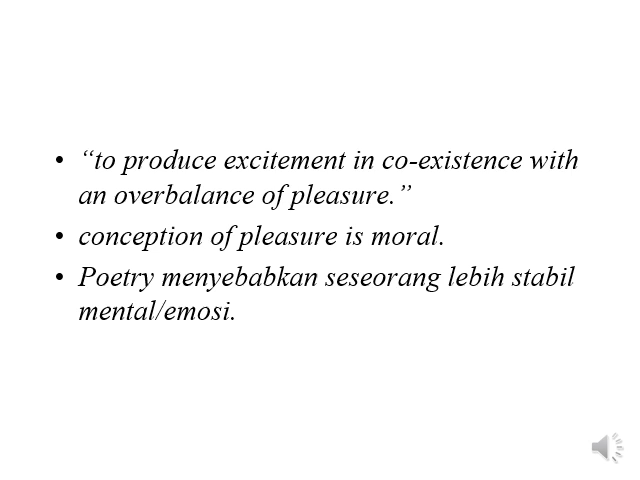 • “to produce excitement in co-existence with
an overbalance of pleasure.”
• conception of pleasure is moral.
• Poetry menyebabkan seseorang lebih stabil
mental/emosi.